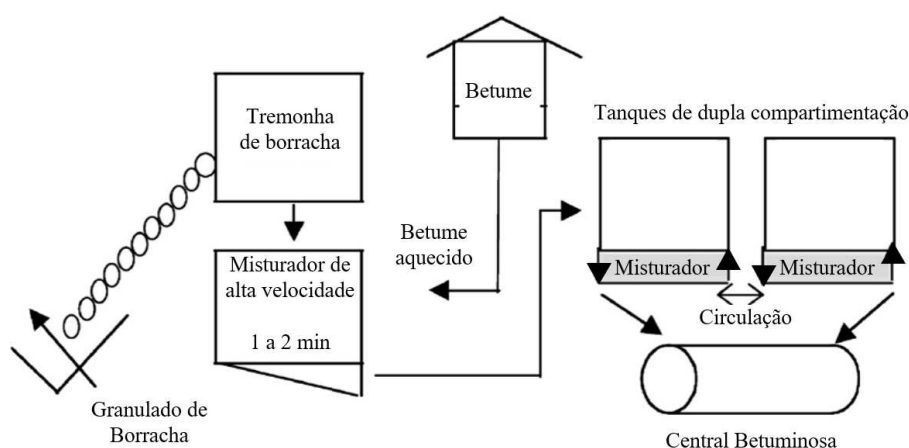 Betume
Tremonha
de borracha
Tanques de dupla compartimentação
Betume
aquecido
Misturador de
alta velocidade
1 a 2 min
Misturador
Misturador
Circulação
Granulado de
Borracha
Central Betuminosa